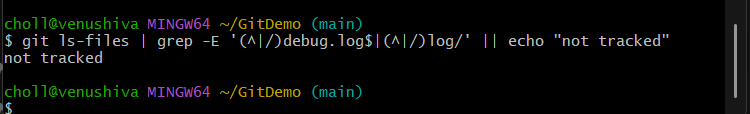 choll@venushiva MINGW64 ~/GitDemo (main)
$ git ls-files | grep -E '(^|/)debug.log$|(^|/)log/' || echo "not tracked"
not tracked
choll@venushiva MINGW64 ~/GitDemo (main)
$